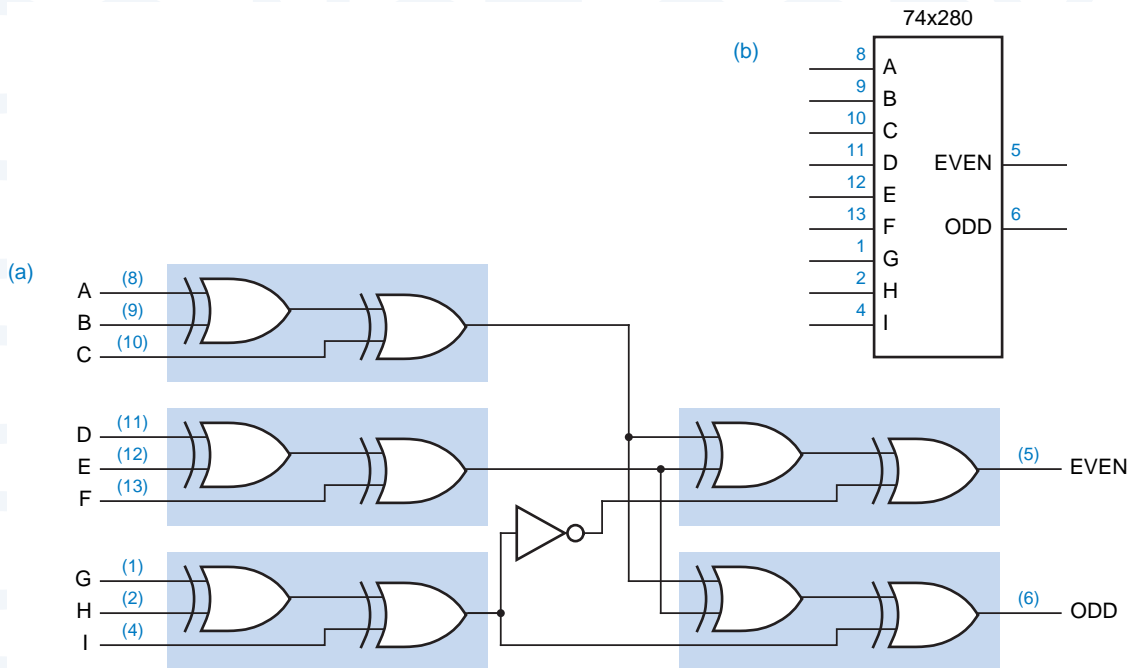 74x280
(b)
8 A
9 B
10 C
11 D EVEN 5
12 E
13 F ODD 6
1 G
2 H
4 I
(a)
A (8)
B (9)
C (10)
D (11)
E (12) (5) EVEN
F (13)
G (1)
H (2) (6) ODD
I (4)